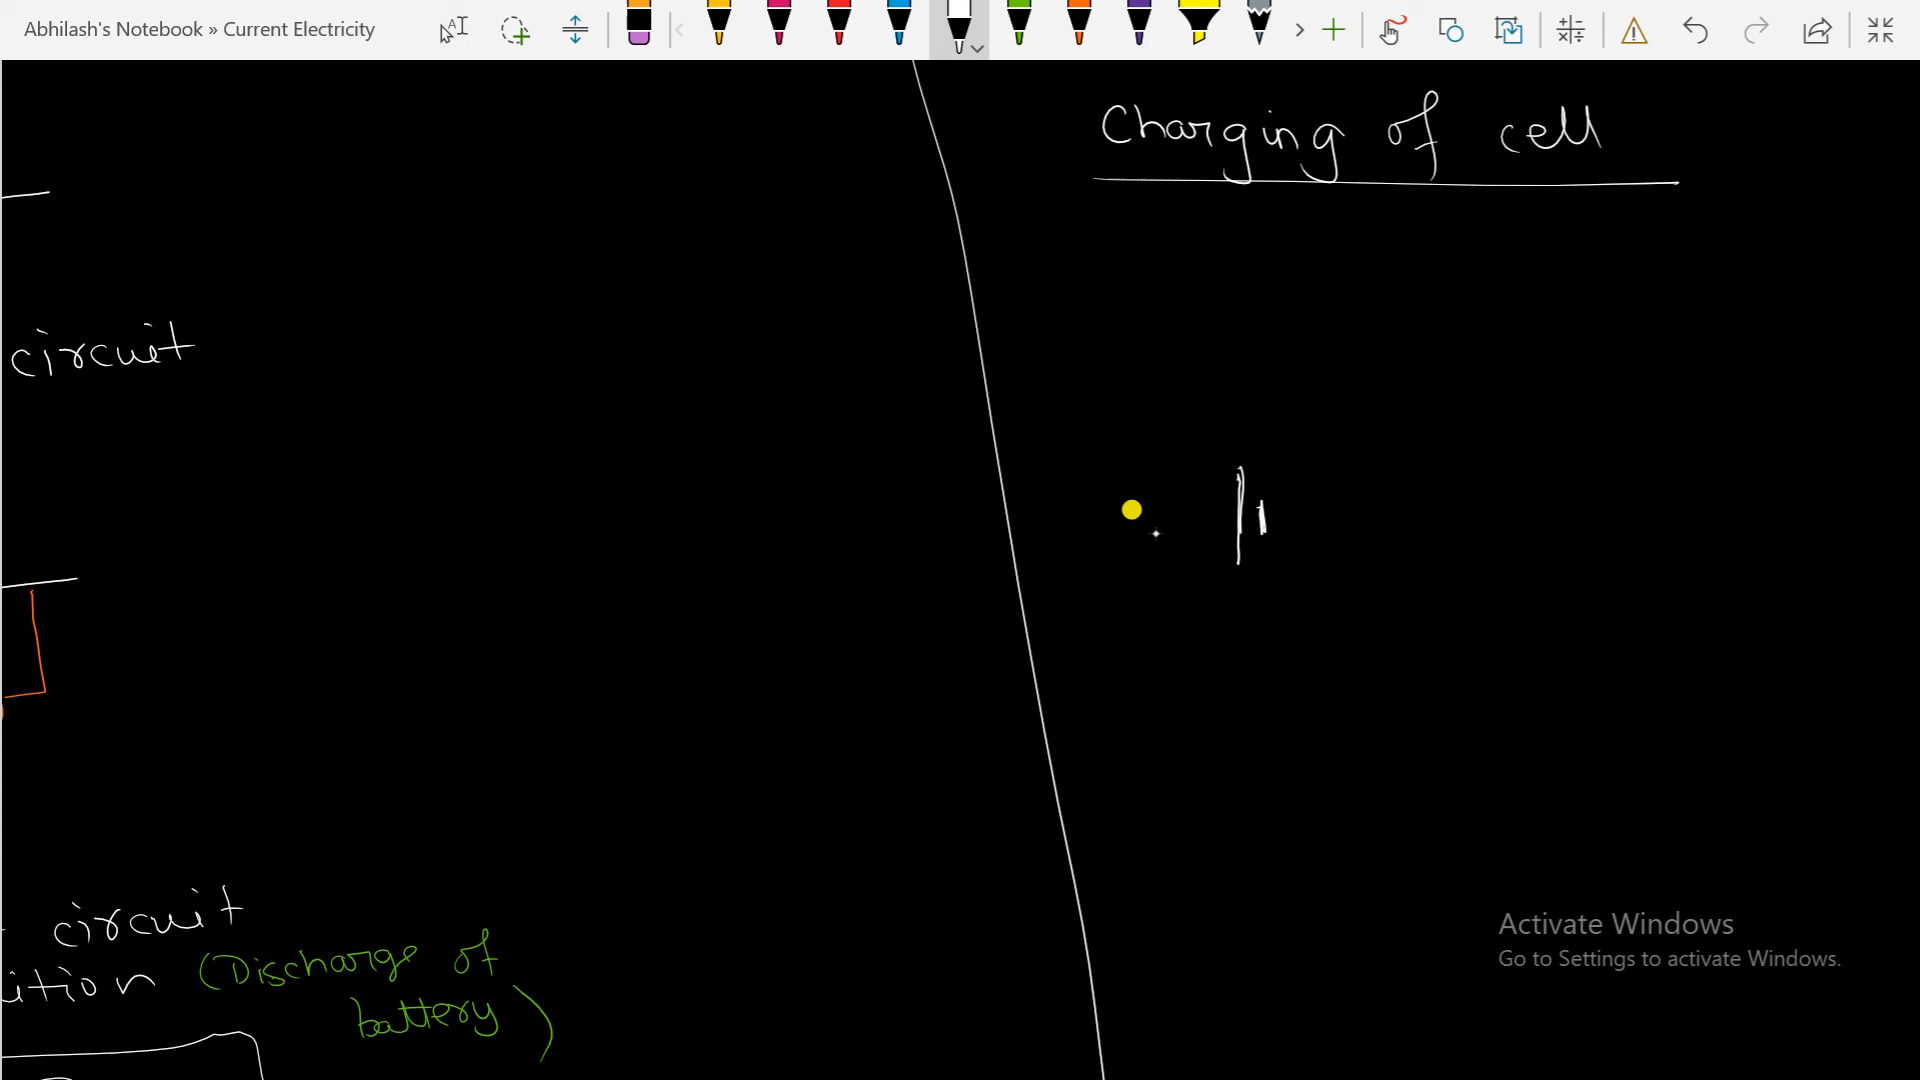 Abhilash's Notebook » Current Electricity
Charging of cell
circuit
circuit
(Discharge of
battery)
Activate Windows
Go to Settings to activate Windows.